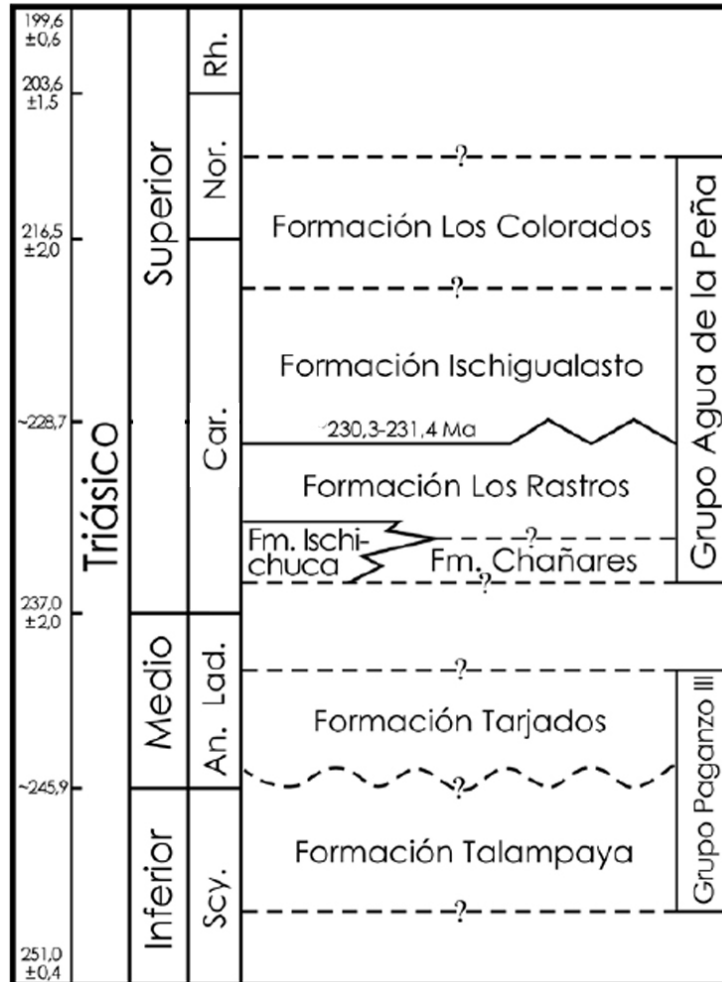 199,6
±0,6
203,6
±1,5
216,5
±2,0
~228,7
237,0
±2,0
~245,9
251,0
±0,4
Triásico
Superior
Medio
Inferior
Rh.
Nor.
Car.
Lad.
An.
Scy.
?
Formación Los Colorados
?
Formación Ischigualasto
~230,3-231,4 Ma
Formación Los Rastros
Fm. Ischi-
chuca
?
Fm. Chañares
?
?
Formación Tarjados
?
Formación Talampaya
?
Grupo Agua de la Peña
Grupo Paganzo III